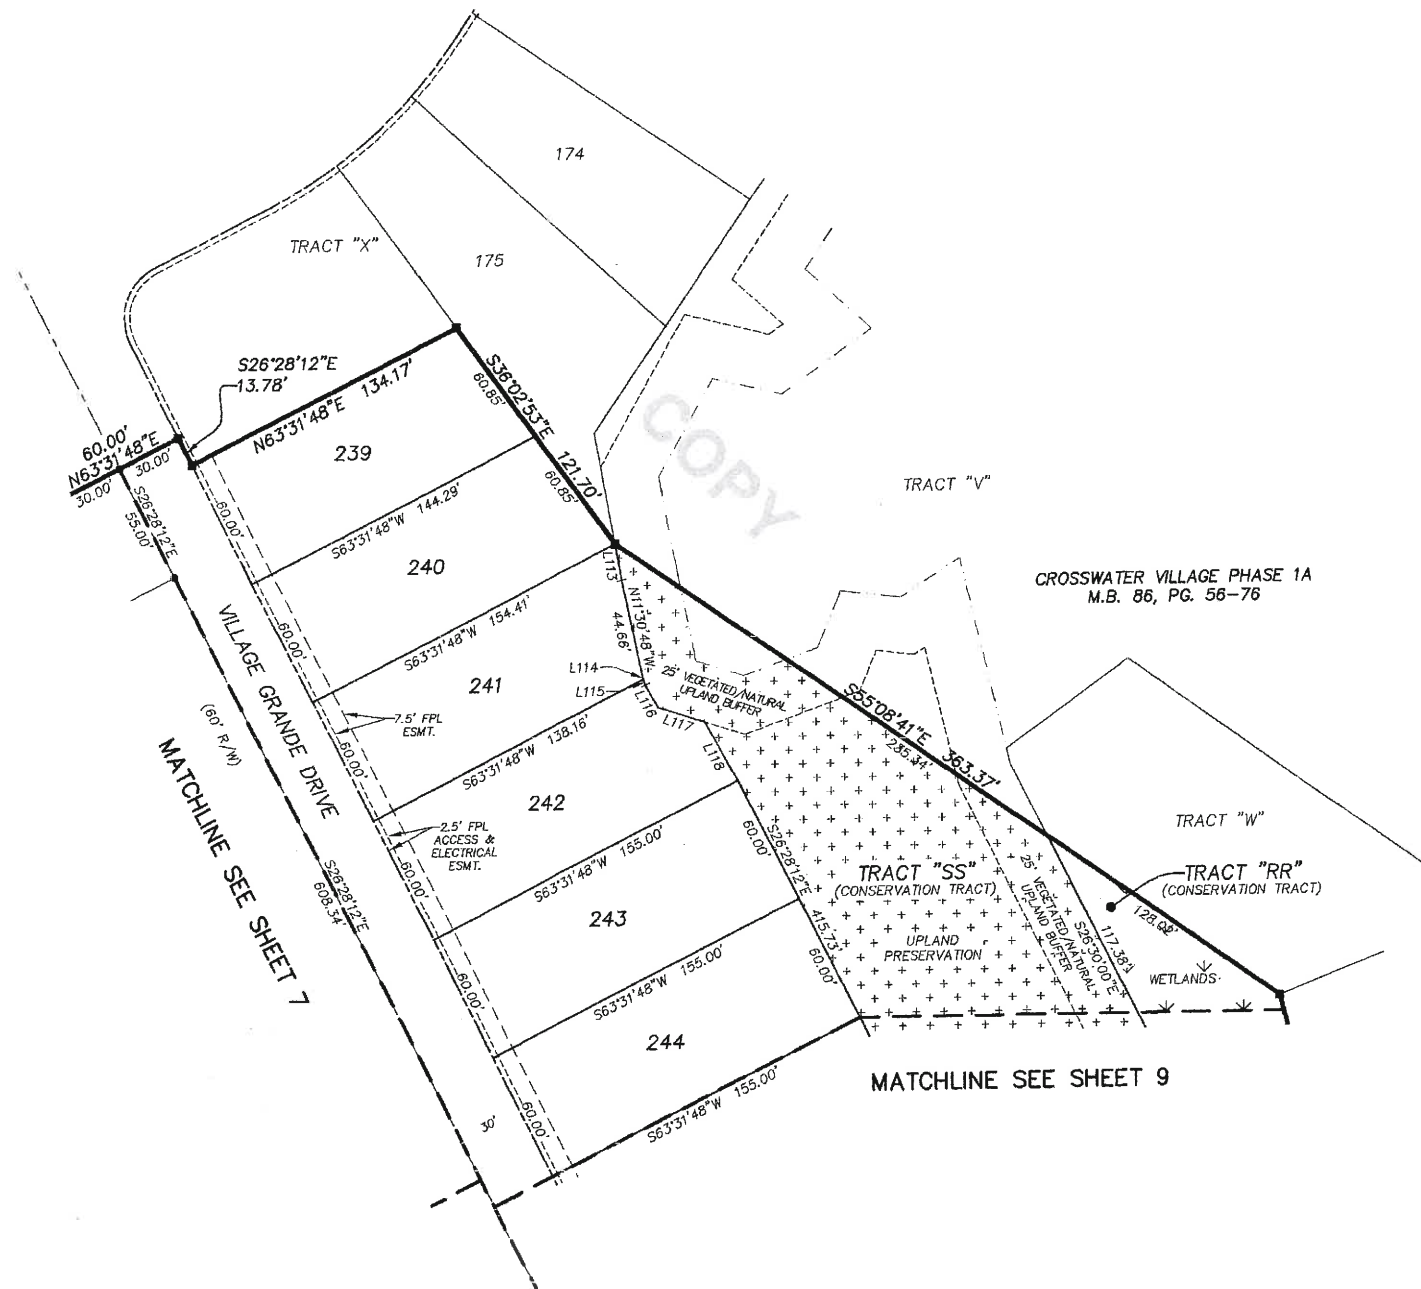 174
TRACT "X"
175
S26°28'12"E
13.78'
N63°31'48"E 134.17'
S36°02'53"E 121.70'
60.85'
60.85'
60.00'
N63°31'48"E
30.00'
30.00'
S26°28'12"E
55.00'
239
60.00'
S63°31'48"W 144.29'
COPY
TRACT "V"
240
CROSSWATER VILLAGE PHASE 1A
M.B. 86, PG. 56-76
L113
N11°30'48"W
44.66'
60.00'
S63°31'48"W 154.41'
VILLAGE GRANDE DRIVE
(60' R/W)
241
L114
L115
L116
L117
L118
25' VEGETATED/NATURAL
UPLAND BUFFER
7.5' FPL
ESMT.
S55°08'41"E 363.37'
235.34'
60.00'
S63°31'48"W 138.16'
MATCHLINE SEE SHEET 7
242
2.5' FPL
ACCESS &
ELECTRICAL
ESMT.
TRACT "W"
S26°28'12"E
608.34'
60.00'
S63°31'48"W 155.00'
60.00'
S26°28'12"E 415.73'
TRACT "SS"
(CONSERVATION TRACT)
TRACT "RR"
(CONSERVATION TRACT)
25' VEGETATED/NATURAL
UPLAND BUFFER
S26°30'00"E
117.38'
243
UPLAND
PRESERVATION
60.00'
WETLANDS
60.00'
S63°31'48"W 155.00'
244
MATCHLINE SEE SHEET 9
30'
60.00'
S63°31'48"W 155.00'